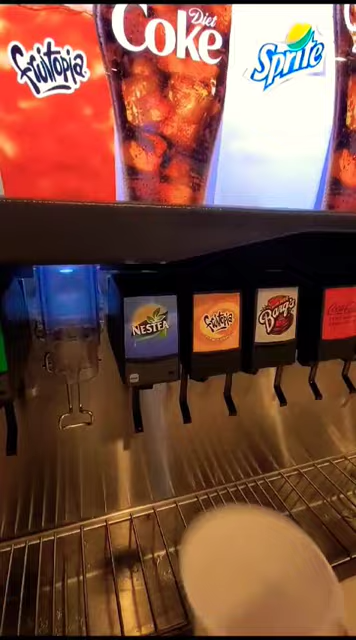 Fruitopia
Diet
Coke
Sprite
NESTEA
Fruitopia
Barq's
Coca-Cola